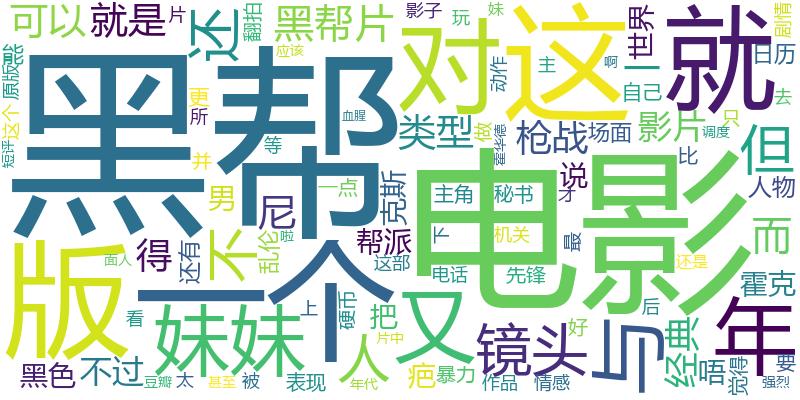 可以
就是
片
还
黑帮片
影子
翻拍
玩
妹
对
这
就
世界
剧情
日历
原版
这个
更
所
应该
动作
主
啊
一
自己
去
黑帮
血腥
类型
做
霍华德
枪战
场面
影片
调度
只
但
短评
并
等
比
电影
男
尼
一点
克斯
主角
秘书
说
才
人物
而
版
得
还有
不
乱伦
帮派
这部
下
机关
最
还是
霍克
面人
啦
一个
电话
先锋
年
看
妹妹
上
硬币
把
又
镜头
好
与
后
经典
黑色
不过
人
片中
疤
暴力
唔
觉得
要
豆瓣
太
甚至
被
表现
年代
作品
情感
强烈